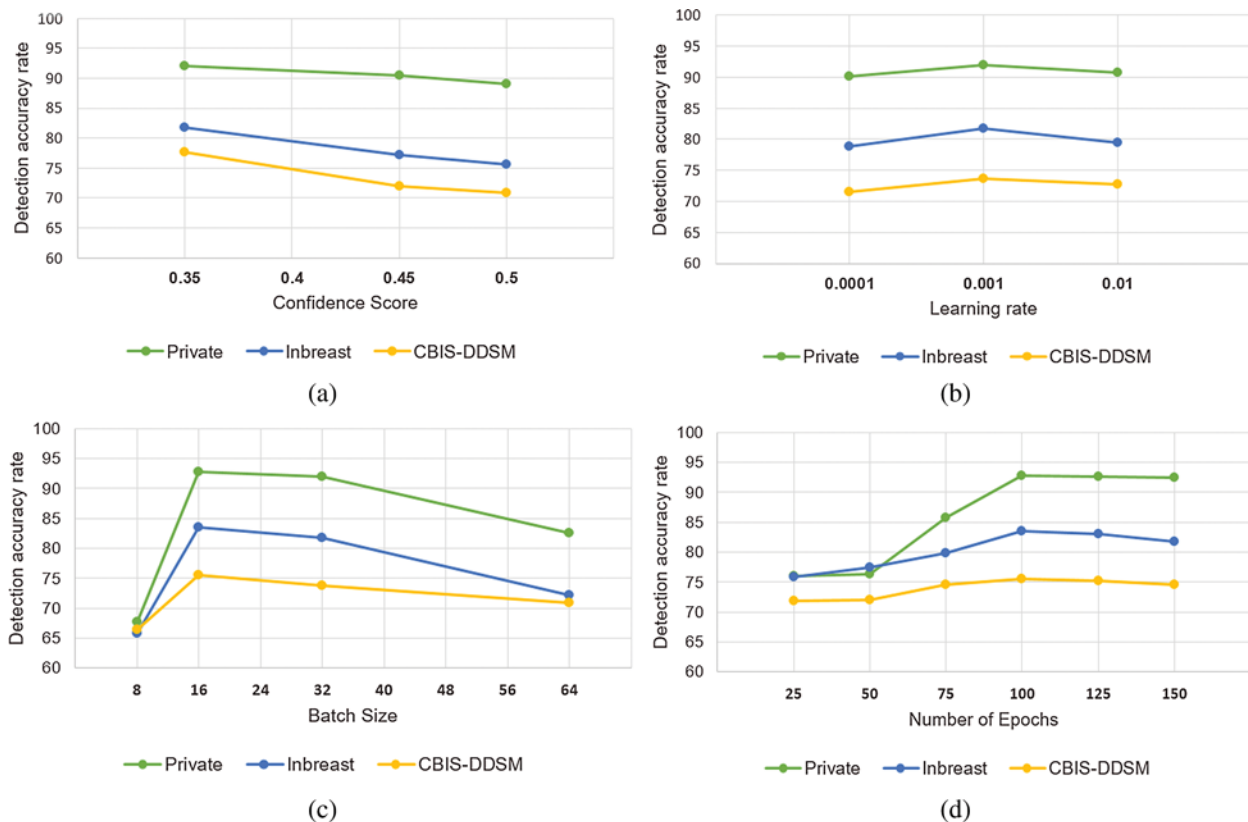 100
95
90
85
80
75
70
65
60
Detection accuracy rate
0.35 0.4 0.45 0.5
Confidence Score
Private Inbreast CBIS-DDSM
(a)
100
95
90
85
80
75
70
65
60
Detection accuracy rate
0.0001 0.001 0.01
Learning rate
Private Inbreast CBIS-DDSM
(b)
100
95
90
85
80
75
70
65
60
Detection accuracy rate
8 16 24 32 40 48 56 64
Batch Size
Private Inbreast CBIS-DDSM
(c)
100
95
90
85
80
75
70
65
60
Detection accuracy rate
25 50 75 100 125 150
Number of Epochs
Private Inbreast CBIS-DDSM
(d)